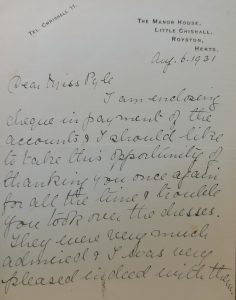 TEL. CHRISHALL 11.
THE MANOR HOUSE,
LITTLE CHISHALL,
ROYSTON,
HERTS.
Aug. 6. 1931
Dear Miss Pyle
I am enclosing
cheque in payment of the
accounts & I should like
to take this opportunity of
thanking you once again
for all the time & trouble
you took over the dresses.
They were very much
admired & I was very
pleased indeed with them